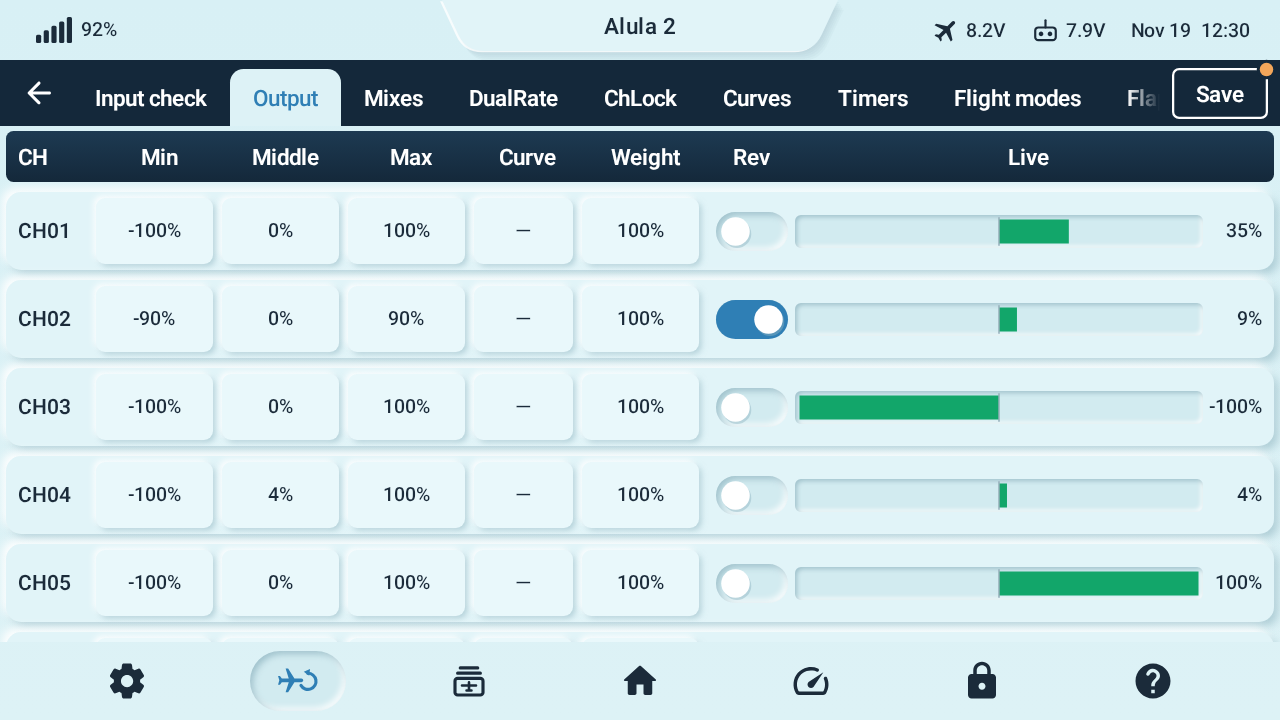 92%
Alula 2
8.2V
7.9V
Nov 19 12:30
Input check
Output
Mixes
DualRate
ChLock
Curves
Timers
Flight modes
Fla
Save
CH Min Middle Max Curve Weight Rev Live
CH01 -100% 0% 100% — 100% 35%
CH02 -90% 0% 90% — 100% 9%
CH03 -100% 0% 100% — 100% -100%
CH04 -100% 4% 100% — 100% 4%
CH05 -100% 0% 100% — 100% 100%